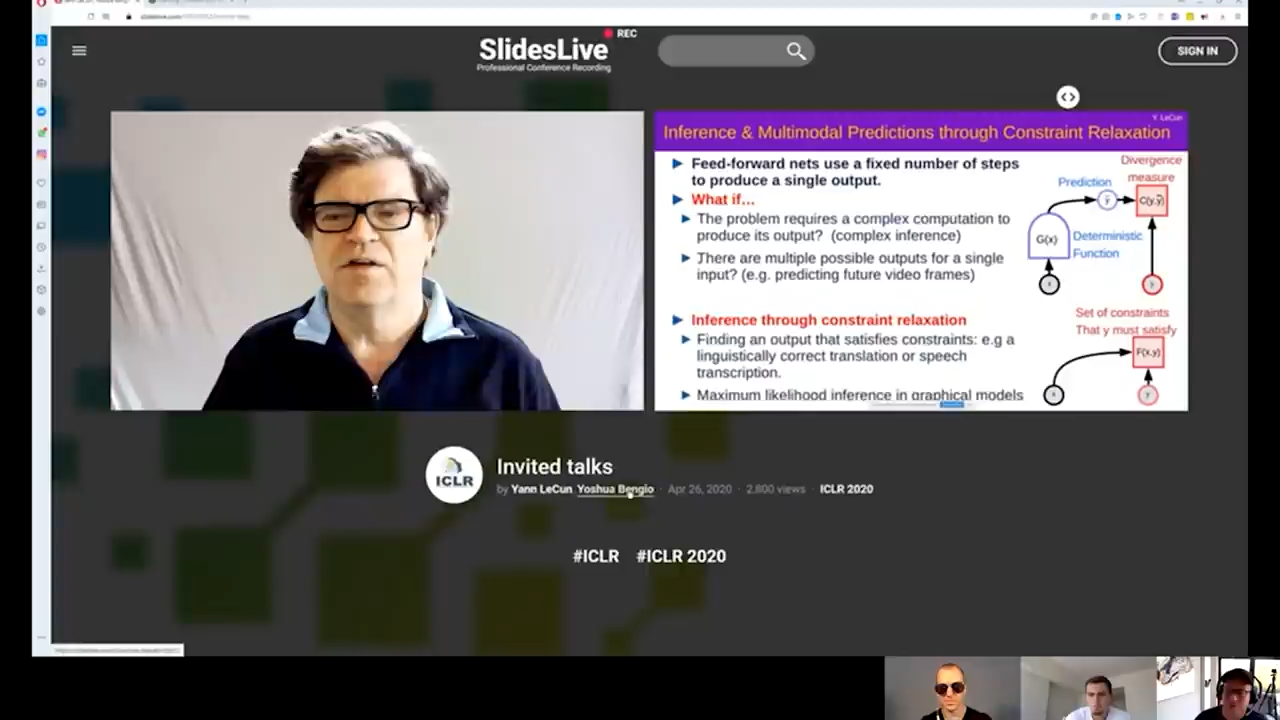 SlidesLive
REC
Professional Conference Recording
SIGN IN
Y. LeCun
Inference & Multimodal Predictions through Constraint Relaxation
Feed-forward nets use a fixed number of steps
to produce a single output.
What if…
The problem requires a complex computation to
produce its output? (complex inference)
There are multiple possible outputs for a single
input? (e.g. predicting future video frames)
Inference through constraint relaxation
Finding an output that satisfies constraints: e.g a
linguistically correct translation or speech
transcription.
Maximum likelihood inference in graphical models
Divergence
measure
Prediction
C(y,ȳ)
ȳ
G(x)
Deterministic
Function
x
y
Set of constraints
That y must satisfy
F(x,y)
x
y
ICLR
Invited talks
by Yann LeCun Yoshua Bengio · Apr 26, 2020 · 2,800 views · ICLR 2020
#ICLR #ICLR 2020